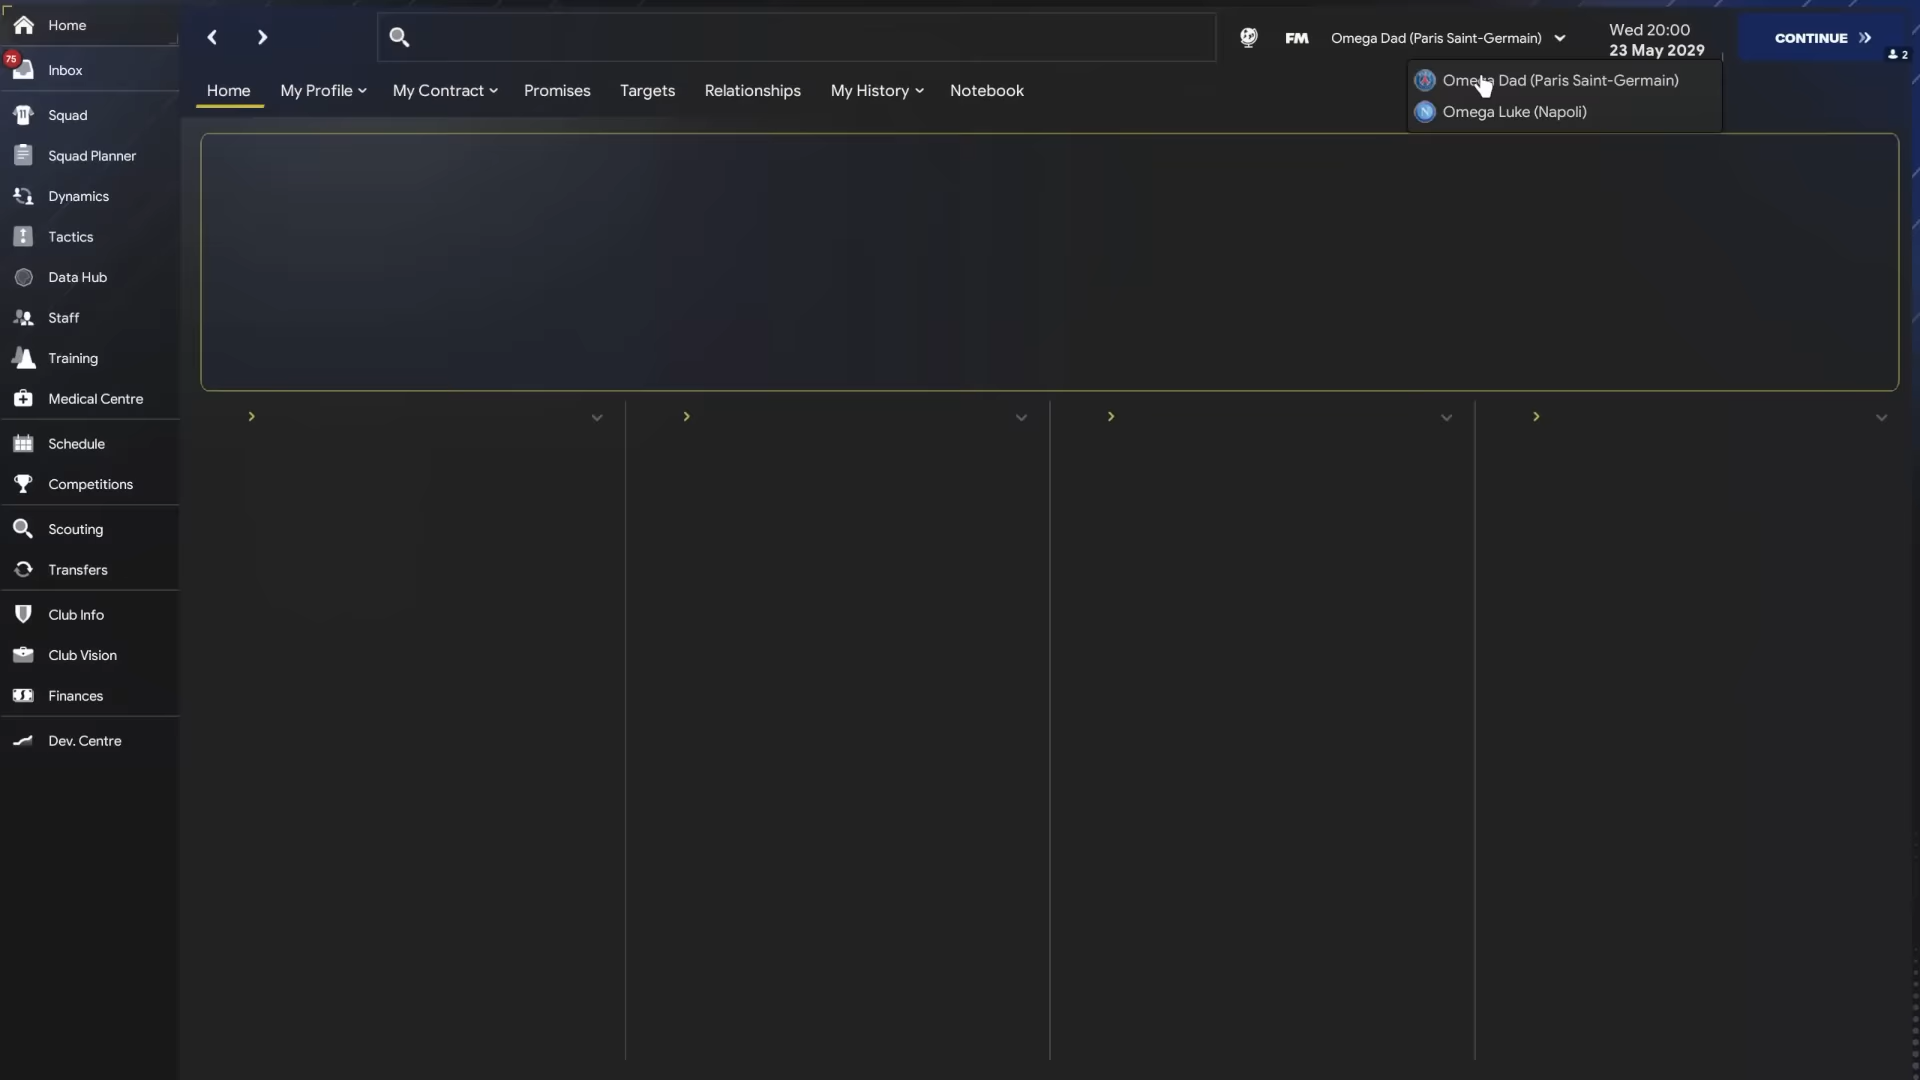 Home
75
Inbox
Squad
Squad Planner
Dynamics
Tactics
Data Hub
Staff
Training
Medical Centre
Schedule
Competitions
Scouting
Transfers
Club Info
Club Vision
Finances
Dev. Centre
FM
Omega Dad (Paris Saint-Germain)
Wed 20:00
23 May 2029
CONTINUE
2
Home
My Profile
My Contract
Promises
Targets
Relationships
My History
Notebook
Omega Dad (Paris Saint-Germain)
Omega Luke (Napoli)